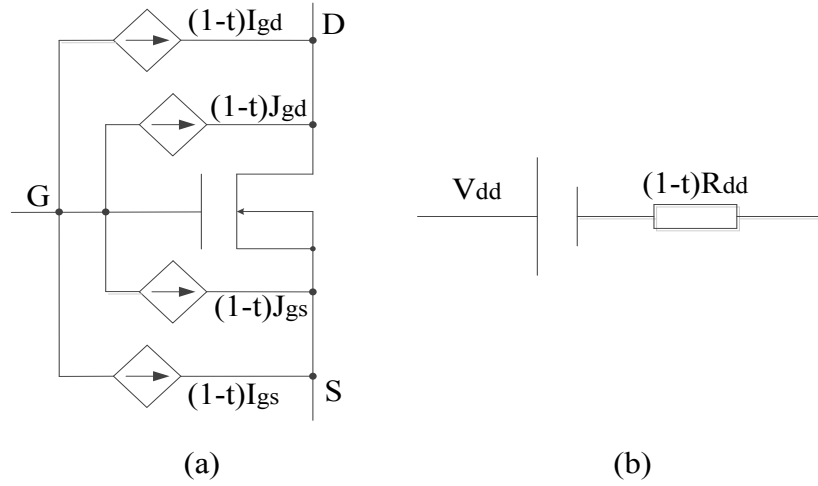 (1-t)Igd
D
(1-t)Jgd
G
(1-t)Jgs
(1-t)Igs
S
(a)
Vdd
(1-t)Rdd
(b)